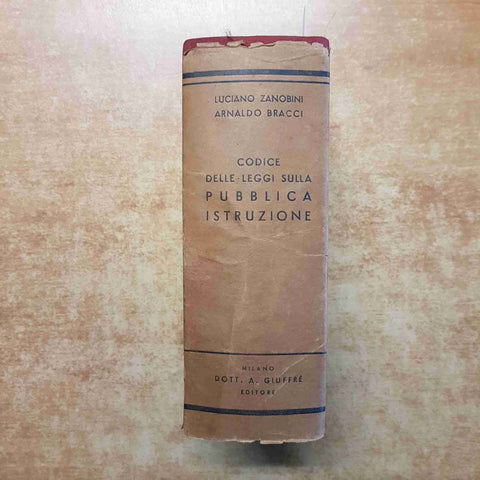 LUCIANO ZANOBINI
ARNALDO BRACCI
CODICE
DELLE LEGGI SULLA
PUBBLICA
ISTRUZIONE
MILANO
DOTT. A. GIUFFRÈ
EDITORE